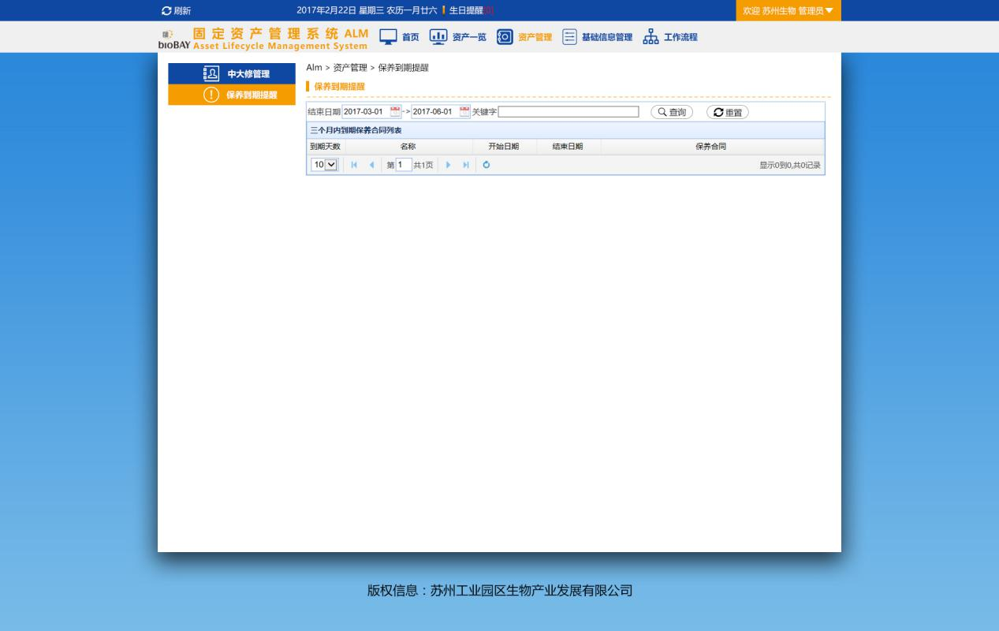 刷新 2017年2月22日 星期三 农历一月廿六 生日提醒[0] 欢迎 苏州生物 管理员
bioBAY 固定资产管理系统 ALM
Asset Lifecycle Management System
首页 资产一览 资产管理 基础信息管理 工作流程
中大修管理
保养到期提醒
Alm > 资产管理 > 保养到期提醒
保养到期提醒
结束日期 2017-03-01 -> 2017-06-01 关键字 查询 重置
三个月内到期保养合同列表
到期天数 名称 开始日期 结束日期 保养合同
10 第 1 共1页 显示0到0,共0记录
版权信息：苏州工业园区生物产业发展有限公司